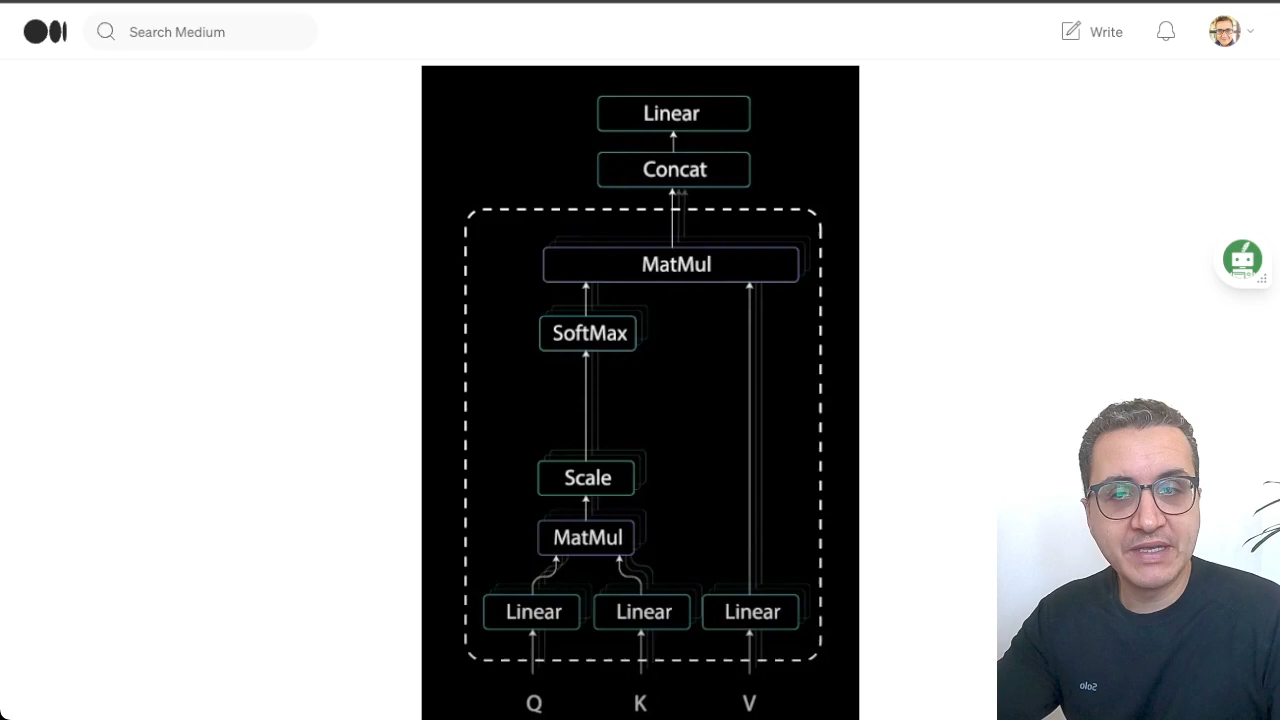 Search Medium
Write
Linear
Concat
MatMul
SoftMax
Scale
MatMul
Linear Linear Linear
Q K V